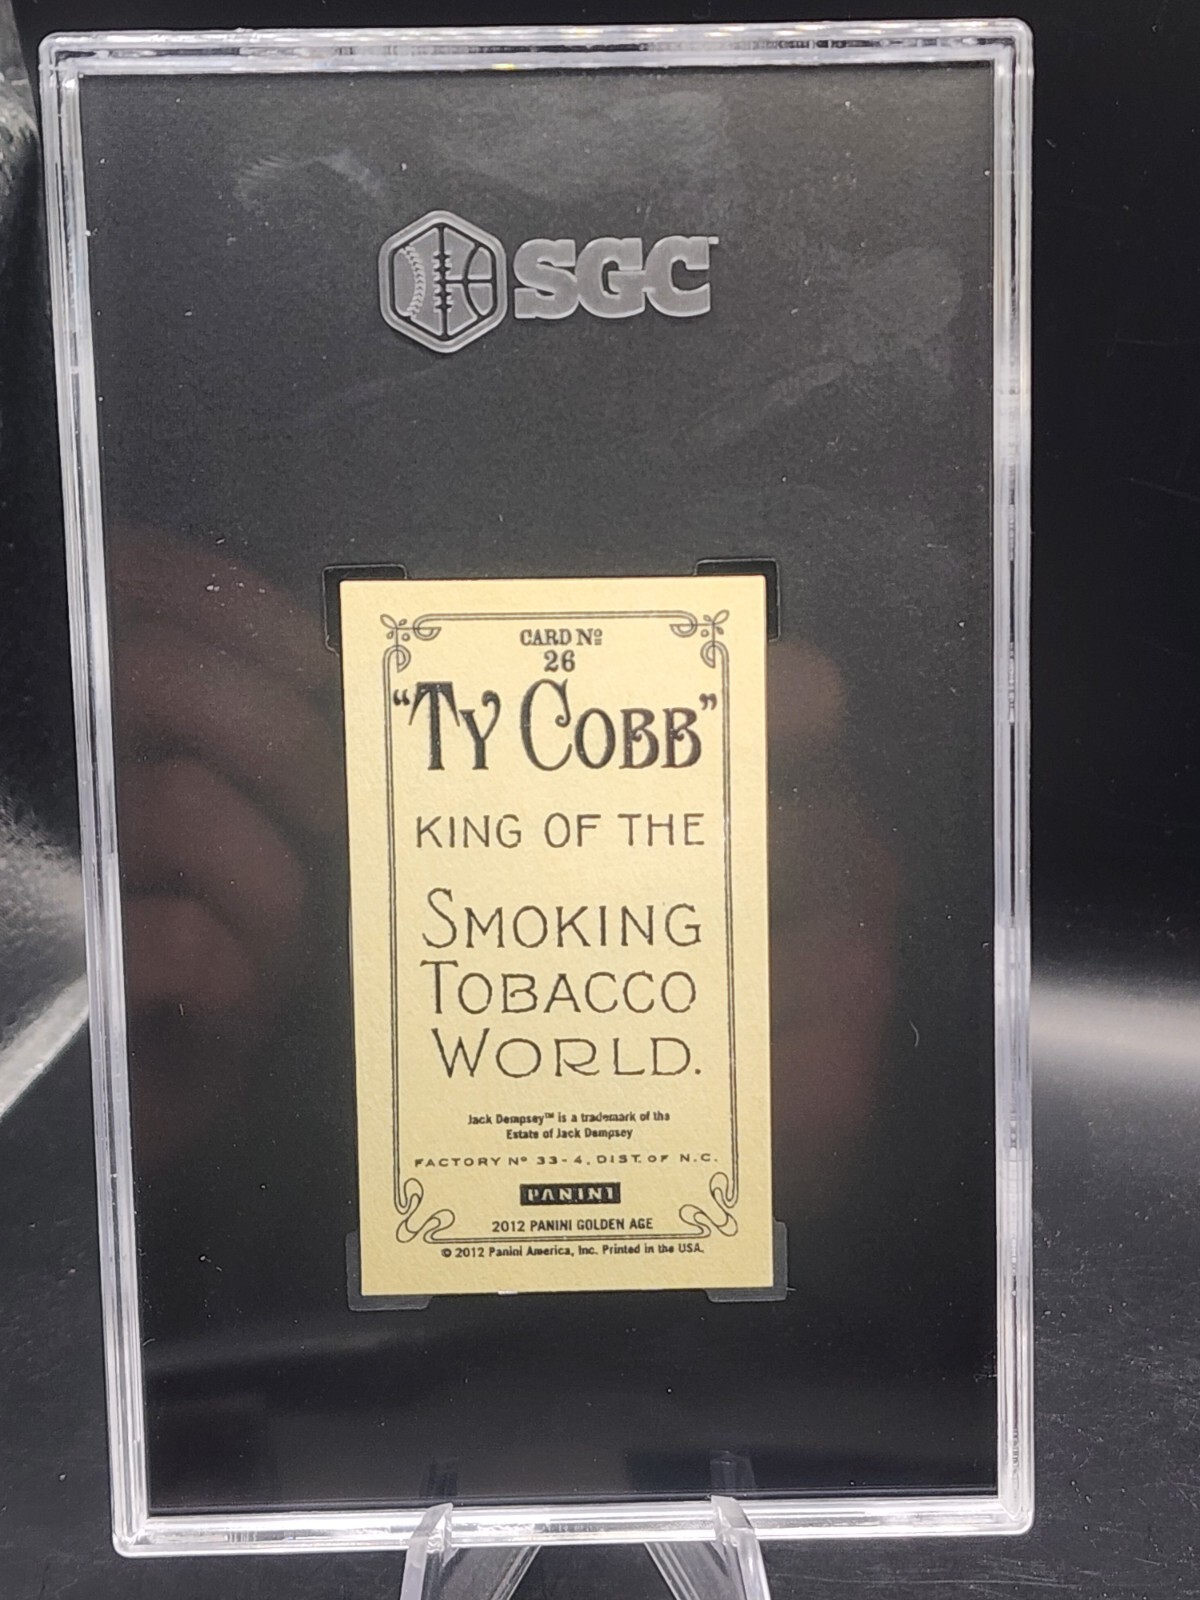 SGC
CARD Nº
26
"TY COBB"
KING OF THE
SMOKING
TOBACCO
WORLD.
Jack Dempsey™ is a trademark of the
Estate of Jack Dempsey
FACTORY Nº 33-4, DIST. OF N.C.
PANINI
2012 PANINI GOLDEN AGE
© 2012 Panini America, Inc. Printed in the USA.